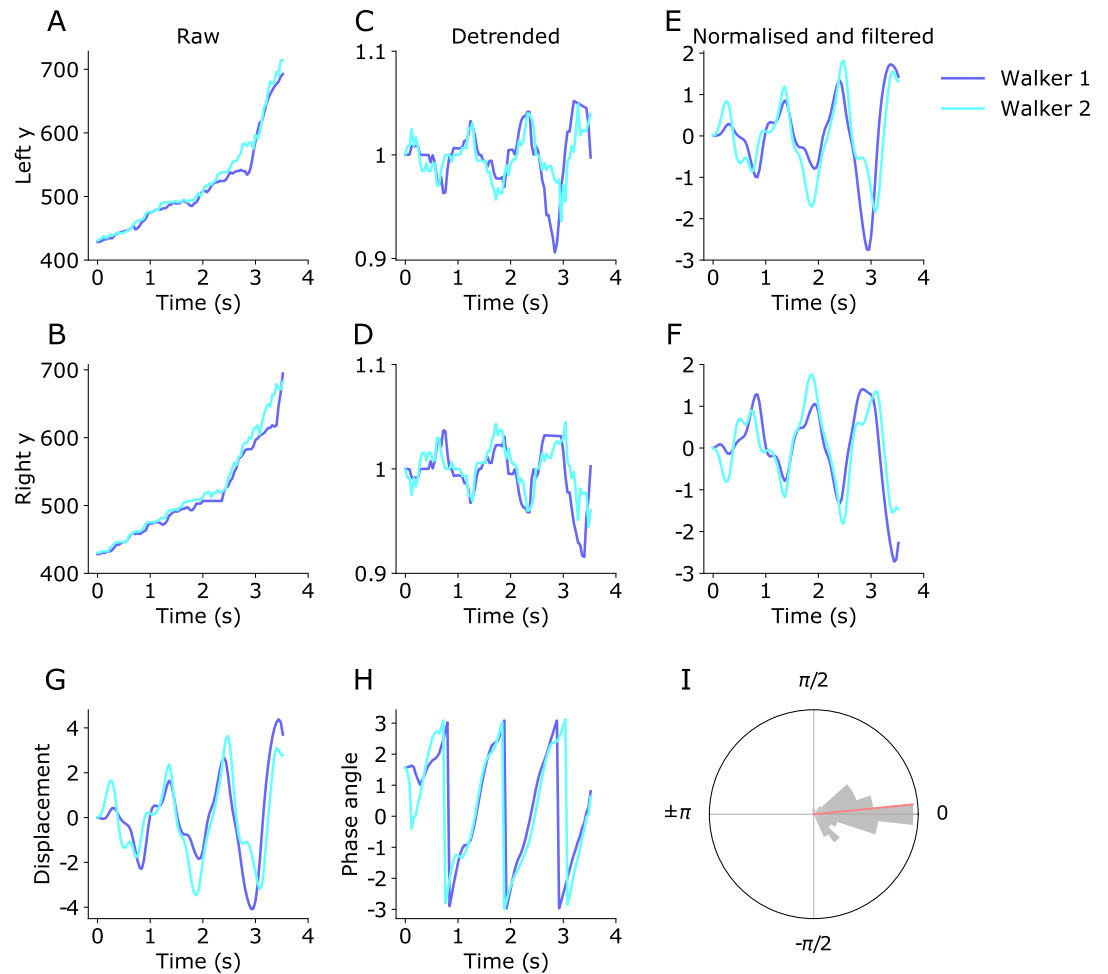 A
Raw
C
Detrended
E
Normalised and filtered
Walker 1
Walker 2
Left y
700
600
500
400
0 1 2 3 4
Time (s)
1.1
1
0.9
0 1 2 3 4
Time (s)
2
1
0
-1
-2
-3
0 1 2 3 4
Time (s)
B
Right y
700
600
500
400
0 1 2 3 4
Time (s)
D
1.1
1
0.9
0 1 2 3 4
Time (s)
F
2
1
0
-1
-2
-3
0 1 2 3 4
Time (s)
G
Displacement
4
2
0
-2
-4
0 1 2 3 4
Time (s)
H
Phase angle
3
2
1
0
-1
-2
-3
0 1 2 3 4
Time (s)
I
π/2
±π
0
-π/2